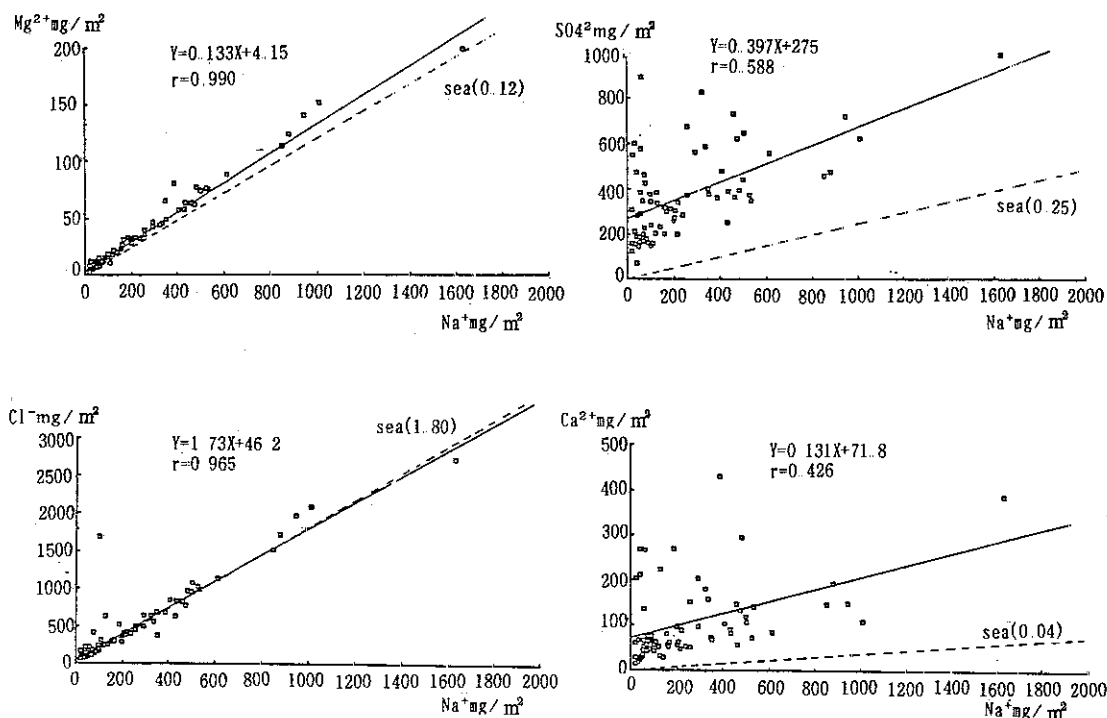 Mg²⁺mg/m²
200
150
100
50
0
Y=0.133X+4.15
r=0.990
sea(0.12)
0 200 400 600 800 1000 1200 1400 1600 1800 2000
Na⁺mg/m²
SO4²mg/m²
1000
800
600
400
200
0
Y=0.397X+275
r=0.588
sea(0.25)
0 200 400 600 800 1000 1200 1400 1600 1800 2000
Na⁺mg/m²
Cl⁻mg/m²
3000
2500
2000
1500
1000
500
0
Y=1 73X+46 2
r=0 965
sea(1.80)
0 200 400 600 800 1000 1200 1400 1600 1800 2000
Na⁺mg/m²
Ca²⁺mg/m²
500
400
300
200
100
0
Y=0 131X+71.8
r=0.426
sea(0.04)
0 200 400 600 800 1000 1200 1400 1600 1800 2000
Na⁺mg/m²